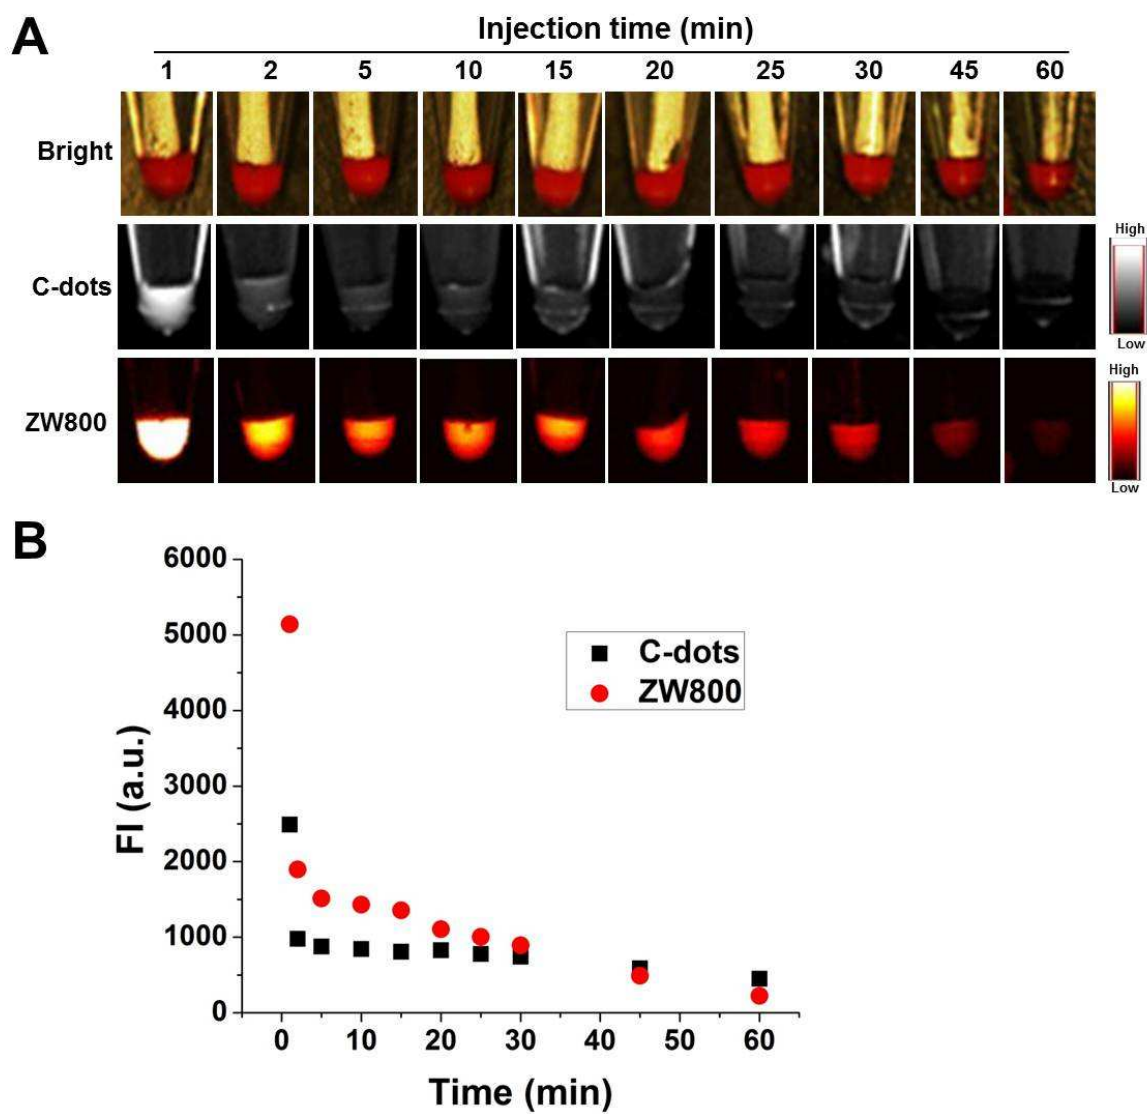 A
Injection time (min)
1 2 5 10 15 20 25 30 45 60
Bright
C-dots
High
Low
ZW800
High
Low
B
6000
5000
4000
3000
2000
1000
0
FI (a.u.)
C-dots
ZW800
0 10 20 30 40 50 60
Time (min)